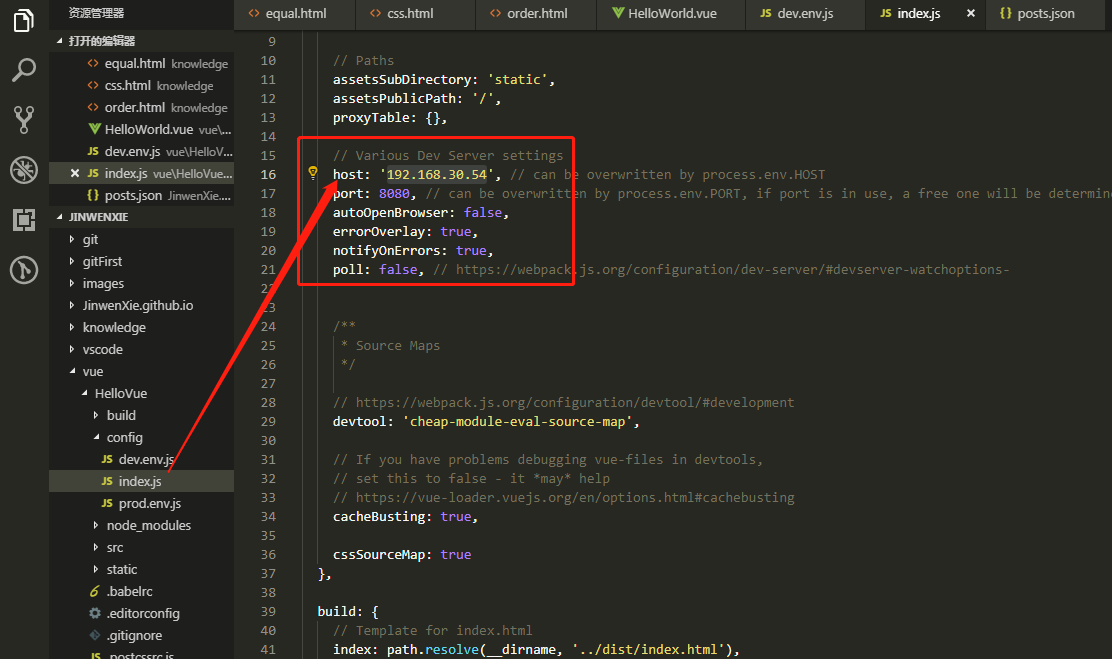 资源管理器
打开的编辑器
equal.html knowledge
css.html knowledge
order.html knowledge
HelloWorld.vue vue\...
JS dev.env.js vue\HelloV...
× JS index.js vue\HelloVue...
{} posts.json JinwenXie....
JINWENXIE
git
gitFirst
images
JinwenXie.github.io
knowledge
vscode
vue
HelloVue
build
config
JS dev.env.js
JS index.js
JS prod.env.js
node_modules
src
static
.babelrc
.editorconfig
.gitignore
JS .postcssrc.js
<> equal.html <> css.html <> order.html HelloWorld.vue JS dev.env.js JS index.js × {} posts.json
9
10 // Paths
11 assetsSubDirectory: 'static',
12 assetsPublicPath: '/',
13 proxyTable: {},
14
15 // Various Dev Server settings
16 host: '192.168.30.54', // can be overwritten by process.env.HOST
17 port: 8080, // can be overwritten by process.env.PORT, if port is in use, a free one will be determin
18 autoOpenBrowser: false,
19 errorOverlay: true,
20 notifyOnErrors: true,
21 poll: false, // https://webpack.js.org/configuration/dev-server/#devserver-watchoptions-
22
23
24 /**
25 * Source Maps
26 */
27
28 // https://webpack.js.org/configuration/devtool/#development
29 devtool: 'cheap-module-eval-source-map',
30
31 // If you have problems debugging vue-files in devtools,
32 // set this to false - it *may* help
33 // https://vue-loader.vuejs.org/en/options.html#cachebusting
34 cacheBusting: true,
35
36 cssSourceMap: true
37 },
38
39 build: {
40 // Template for index.html
41 index: path.resolve(__dirname, '../dist/index.html'),